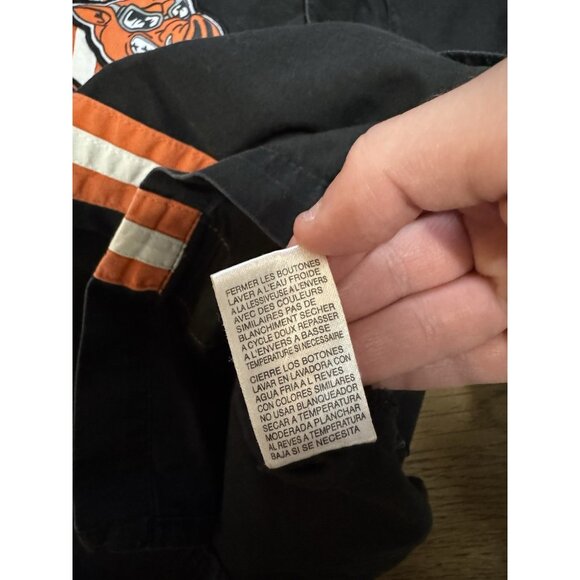 FERMER LES BOUTONES
LAVER A L'EAU FROIDE
A LA LESSIVEUSE A L'ENVERS
AVEC DES COULEURS
SIMILAIRES PAS DE
BLANCHIMENT SECHER
A CYCLE DOUX REPASSER
A L'ENVERS A BASSE
TEMPERATURE SI NECESSAIRE
CIERRE LOS BOTONES
LAVAR EN LAVADORA CON
AGUA FRIA A L REVES
CON COLORES SIMILARES
NO USAR BLANQUEADOR
SECAR A TEMPERATURA
MODERADA PLANCHAR
AL REVES A TEMPERATURA
BAJA SI SE NECESITA